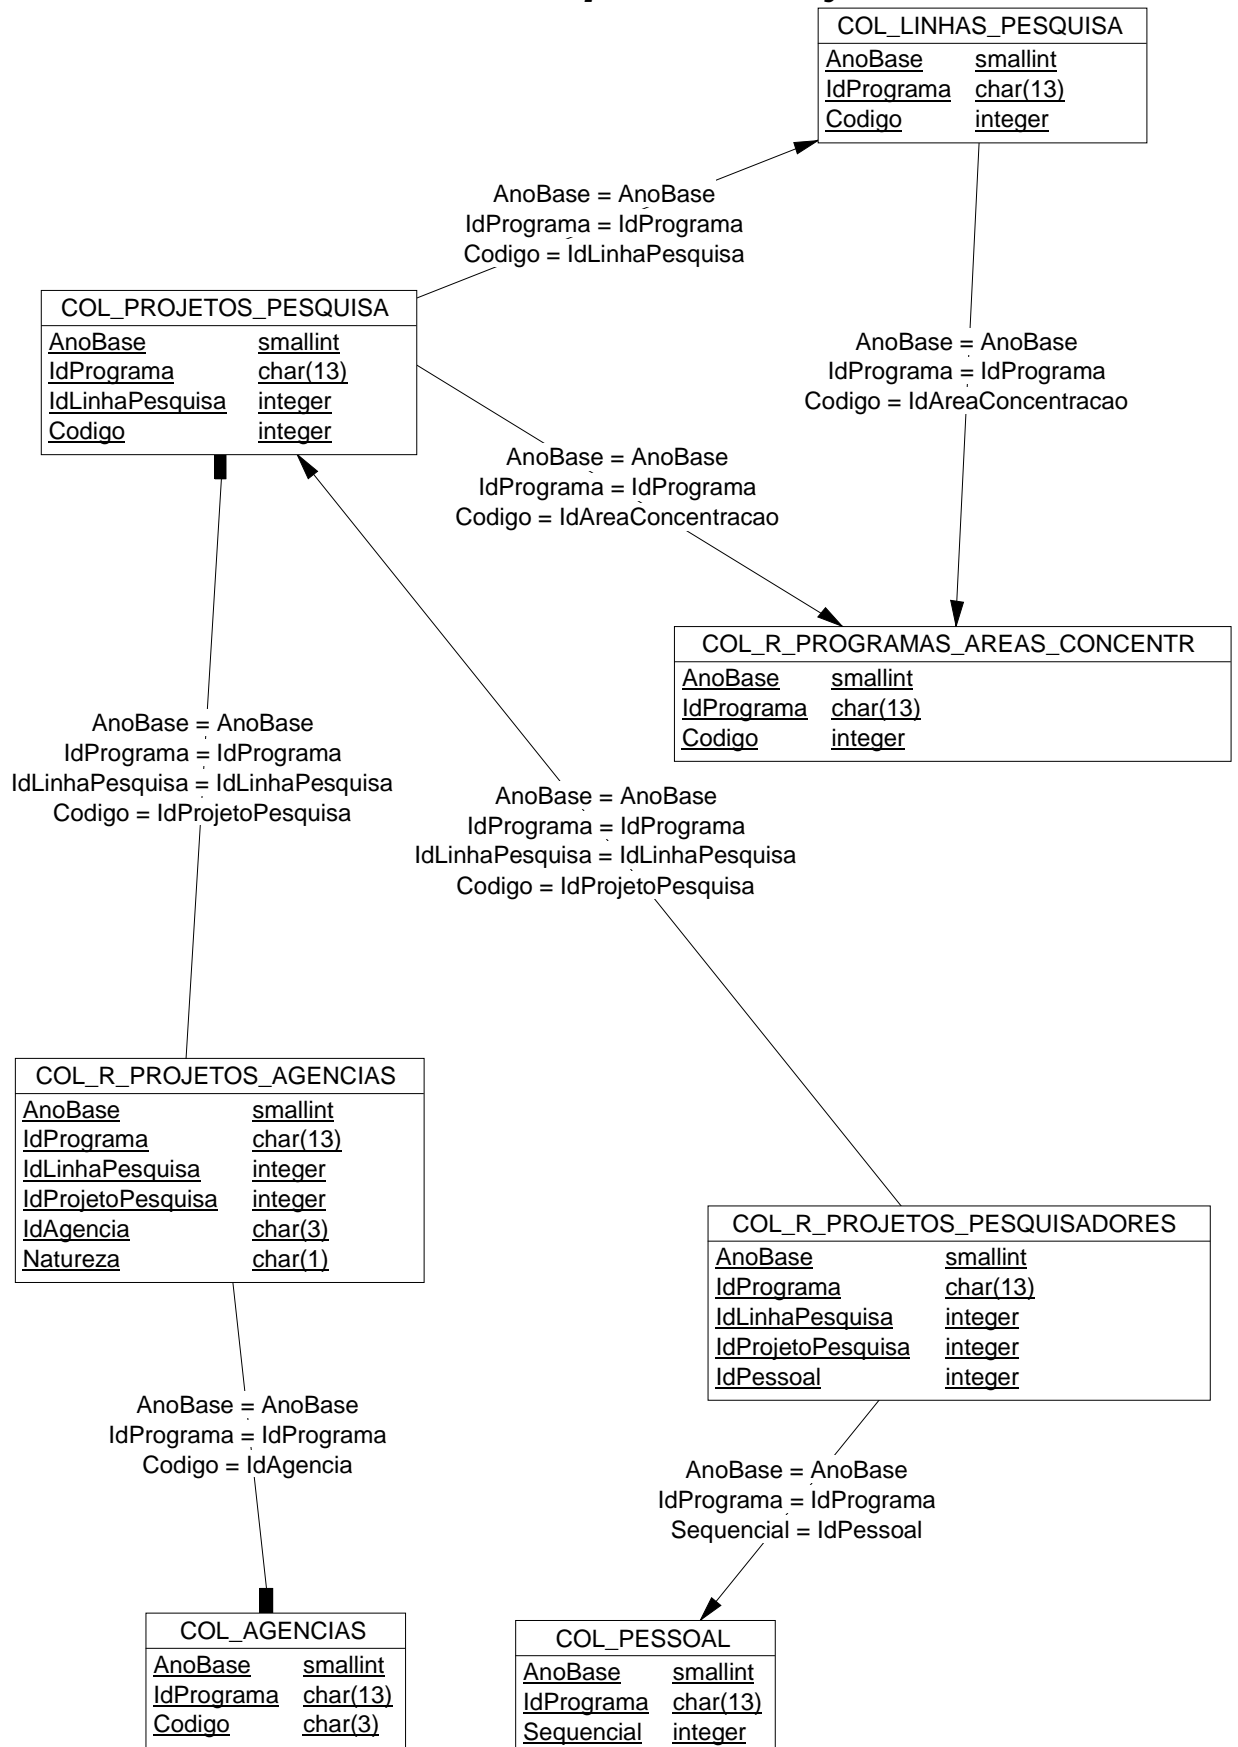 COL_LINHAS_PESQUISA
AnoBase smallint
IdPrograma char(13)
Codigo integer
AnoBase = AnoBase
IdPrograma = IdPrograma
Codigo = IdLinhaPesquisa
COL_PROJETOS_PESQUISA
AnoBase smallint
IdPrograma char(13)
IdLinhaPesquisa integer
Codigo integer
AnoBase = AnoBase
IdPrograma = IdPrograma
Codigo = IdAreaConcentracao
AnoBase = AnoBase
IdPrograma = IdPrograma
Codigo = IdAreaConcentracao
COL_R_PROGRAMAS_AREAS_CONCENTR
AnoBase smallint
IdPrograma char(13)
Codigo integer
AnoBase = AnoBase
IdPrograma = IdPrograma
IdLinhaPesquisa = IdLinhaPesquisa
Codigo = IdProjetoPesquisa
AnoBase = AnoBase
IdPrograma = IdPrograma
IdLinhaPesquisa = IdLinhaPesquisa
Codigo = IdProjetoPesquisa
COL_R_PROJETOS_AGENCIAS
AnoBase smallint
IdPrograma char(13)
IdLinhaPesquisa integer
IdProjetoPesquisa integer
IdAgencia char(3)
Natureza char(1)
COL_R_PROJETOS_PESQUISADORES
AnoBase smallint
IdPrograma char(13)
IdLinhaPesquisa integer
IdProjetoPesquisa integer
IdPessoal integer
AnoBase = AnoBase
IdPrograma = IdPrograma
Codigo = IdAgencia
AnoBase = AnoBase
IdPrograma = IdPrograma
Sequencial = IdPessoal
COL_AGENCIAS
AnoBase smallint
IdPrograma char(13)
Codigo char(3)
COL_PESSOAL
AnoBase smallint
IdPrograma char(13)
Sequencial integer